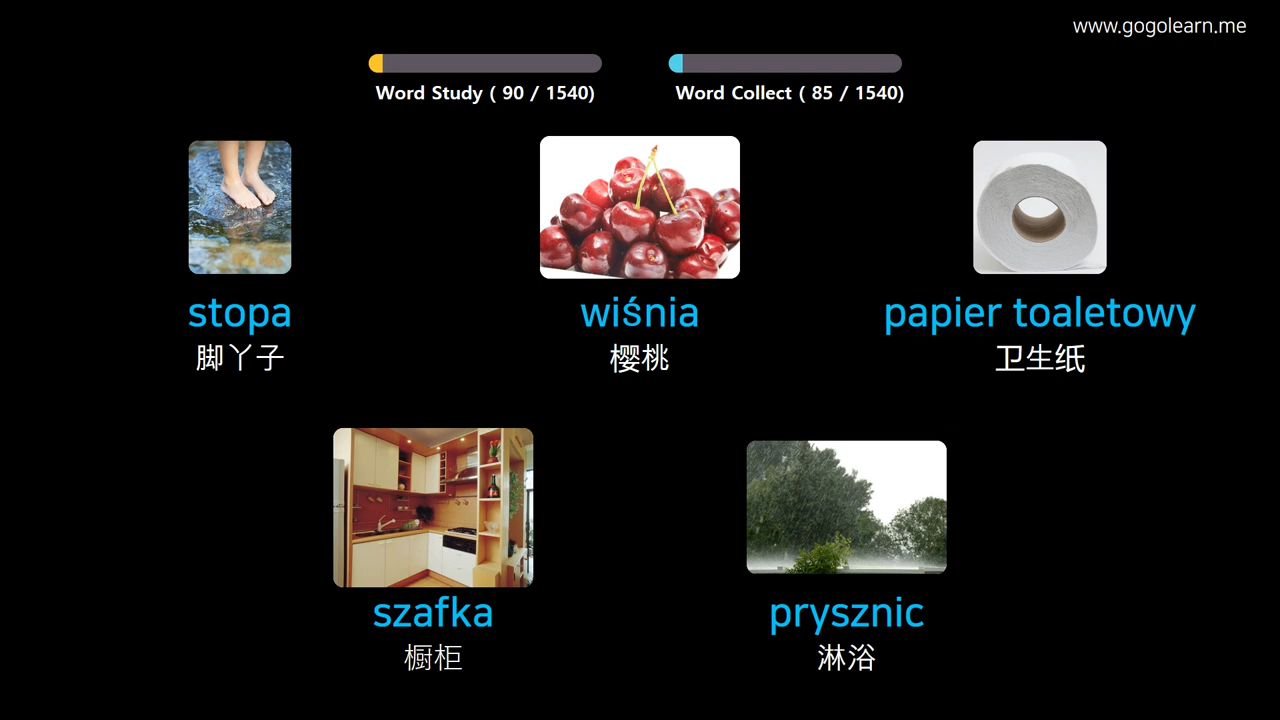 www.gogolearn.me
Word Study ( 90 / 1540)
Word Collect ( 85 / 1540)
stopa
脚丫子
wiśnia
樱桃
papier toaletowy
卫生纸
szafka
橱柜
prysznic
淋浴